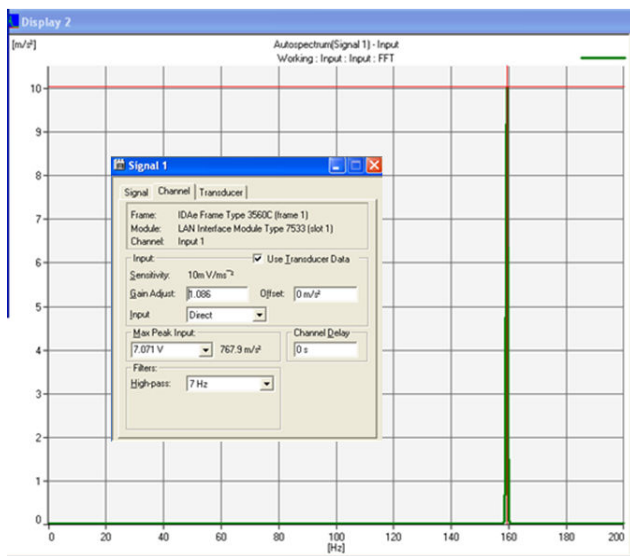 Display 2
[m/s²]
Autospectrum(Signal 1) - Input
Working : Input : Input : FFT
10
9
8
7
6
5
4
3
2
1
0
0 20 40 60 80 100 120 140 160 180 200
[Hz]
Signal 1
Signal Channel Transducer
Frame: IDAe Frame Type 3560C (frame 1)
Module: LAN Interface Module Type 7533 (slot 1)
Channel: Input 1
Input: Use Transducer Data
Sensitivity: 10mV/ms⁻²
Gain Adjust: 1.086 Offset: 0 m/s²
Input Direct
Max Peak Input: Channel Delay
7.071 V 767.9 m/s² 0 s
Filters:
High-pass: 7 Hz